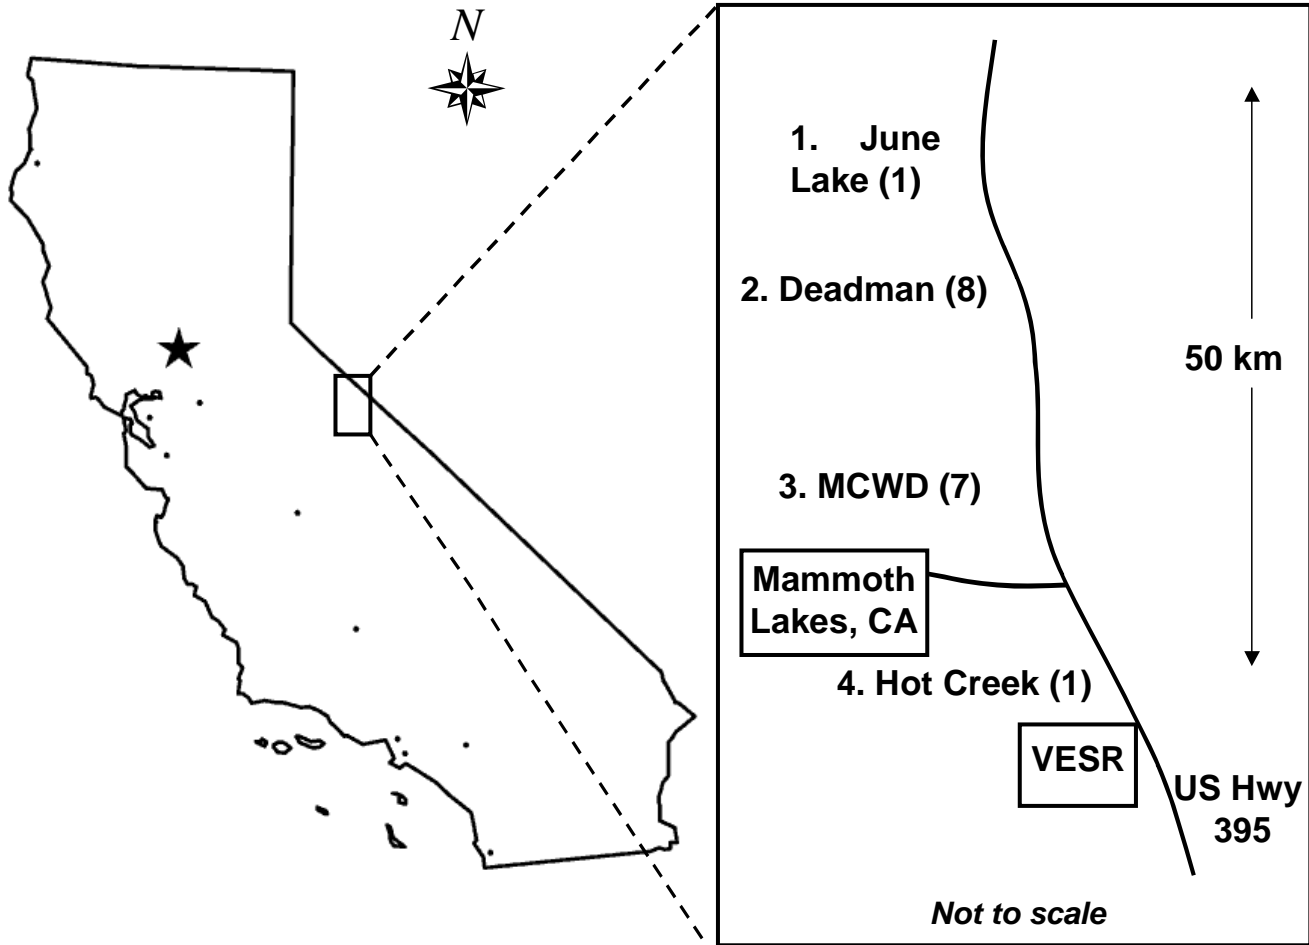 N
1. June
Lake (1)
2. Deadman (8)
50 km
3. MCWD (7)
Mammoth
Lakes, CA
4. Hot Creek (1)
VESR
US Hwy
395
Not to scale